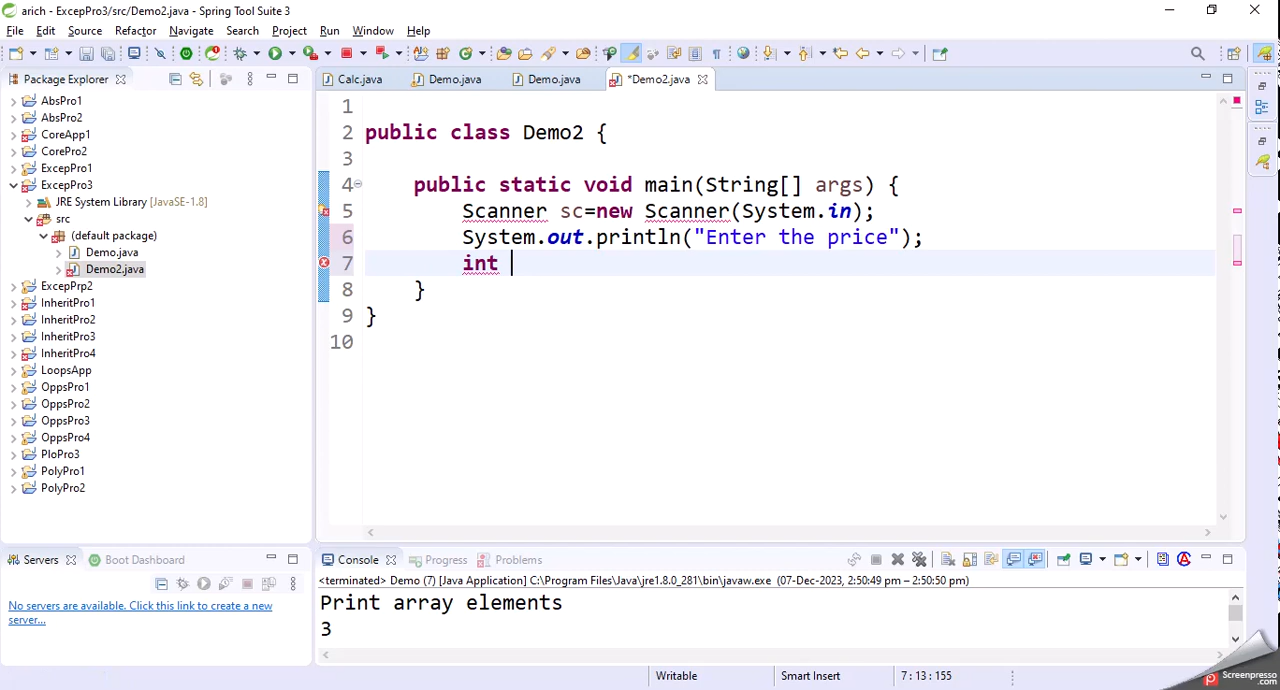 arich - ExcepPro3/src/Demo2.java - Spring Tool Suite 3
File Edit Source Refactor Navigate Search Project Run Window Help
Package Explorer
AbsPro1
AbsPro2
CoreApp1
CorePro2
ExcepPro1
ExcepPro3
JRE System Library [JavaSE-1.8]
src
(default package)
Demo.java
Demo2.java
ExcepPrp2
InheritPro1
InheritPro2
InheritPro3
InheritPro4
LoopsApp
OppsPro1
OppsPro2
OppsPro3
OppsPro4
PloPro3
PolyPro1
PolyPro2
Calc.java Demo.java Demo.java *Demo2.java
1
2 public class Demo2 {
3
4 public static void main(String[] args) {
5 Scanner sc=new Scanner(System.in);
6 System.out.println("Enter the price");
7 int
8 }
9 }
10
Servers Boot Dashboard
No servers are available. Click this link to create a new
server...
Console Progress Problems
<terminated> Demo (7) [Java Application] C:\Program Files\Java\jre1.8.0_281\bin\javaw.exe (07-Dec-2023, 2:50:49 pm – 2:50:50 pm)
Print array elements
3
Writable Smart Insert 7 : 13 : 155
Screenpresso
.com